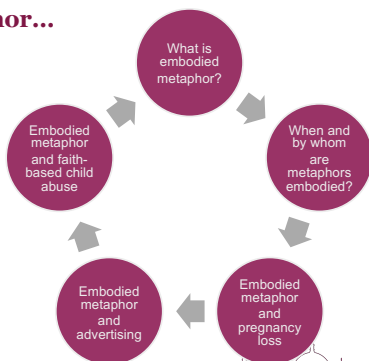 What is
embodied
metaphor?
When and
by whom
are
metaphors
embodied?
Embodied
metaphor
and
pregnancy
loss
Embodied
metaphor
and
advertising
Embodied
metaphor
and faith-
based child
abuse